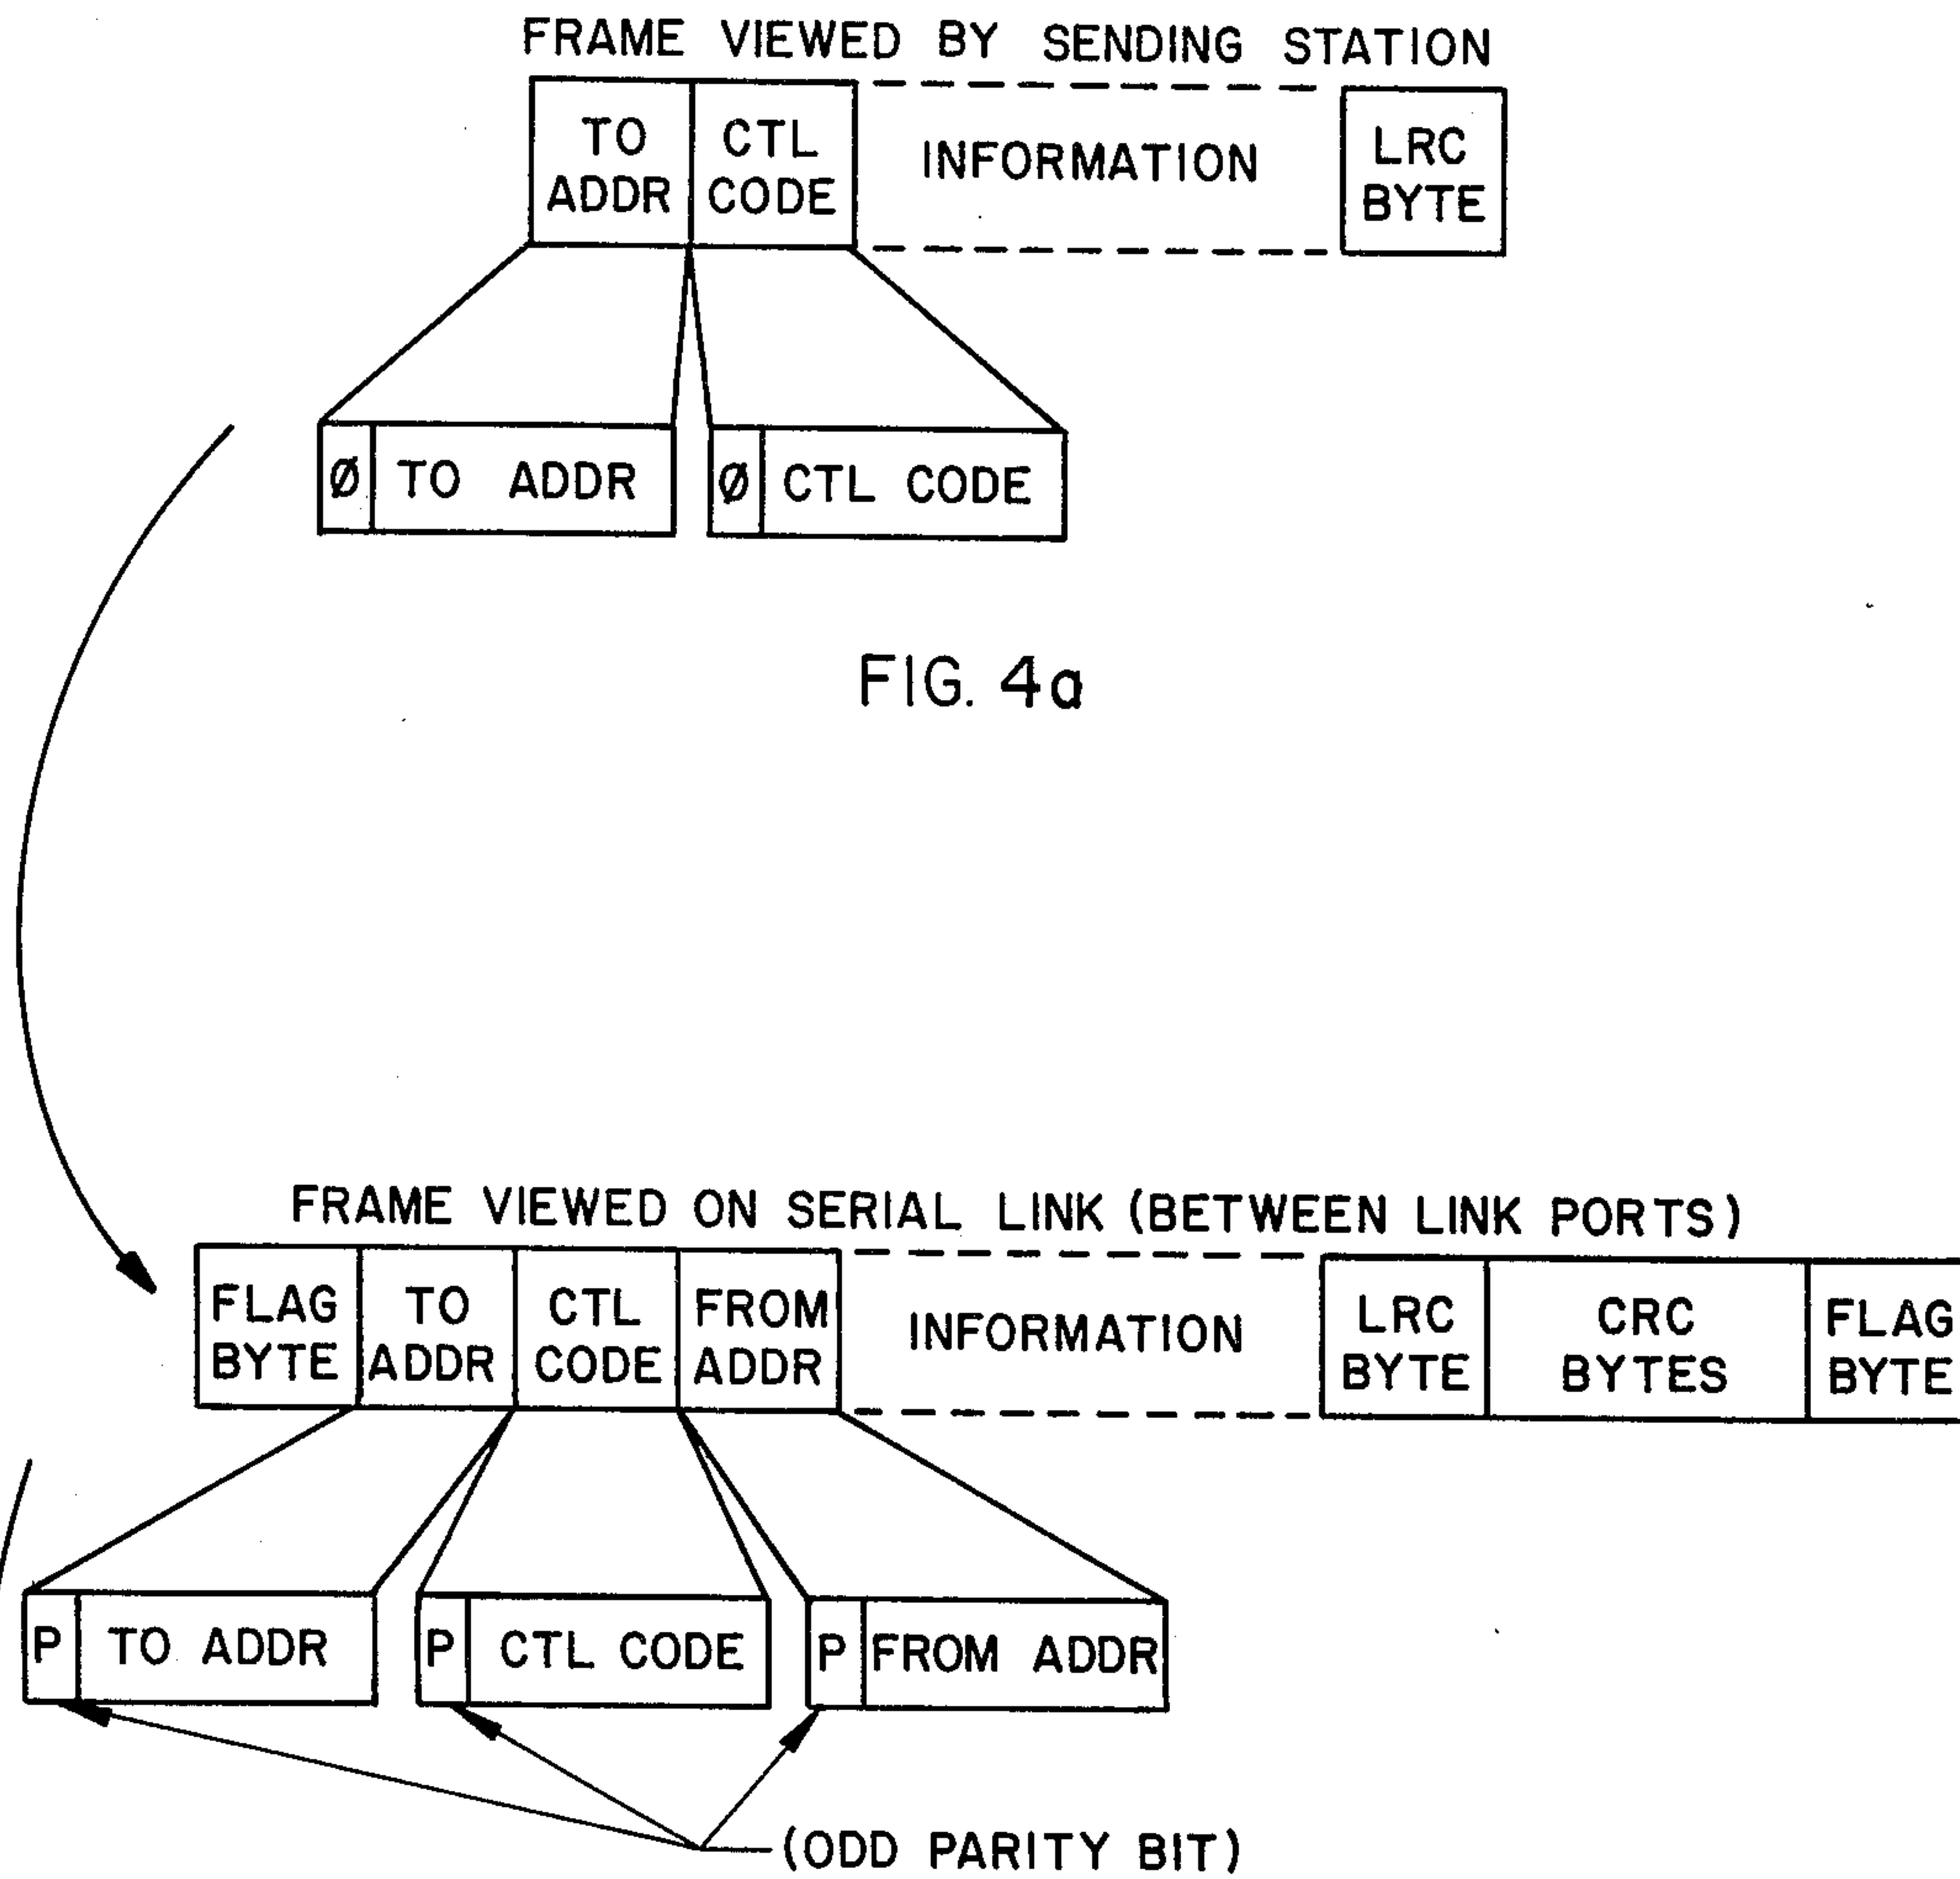 FRAME VIEWED BY SENDING STATION
TO ADDR
CTL CODE
INFORMATION
LRC BYTE
Ø TO ADDR
Ø CTL CODE
FIG. 4a
FRAME VIEWED ON SERIAL LINK (BETWEEN LINK PORTS)
FLAG BYTE
TO ADDR
CTL CODE
FROM ADDR
INFORMATION
LRC BYTE
CRC BYTES
FLAG BYTE
P TO ADDR
P CTL CODE
P FROM ADDR
(ODD PARITY BIT)